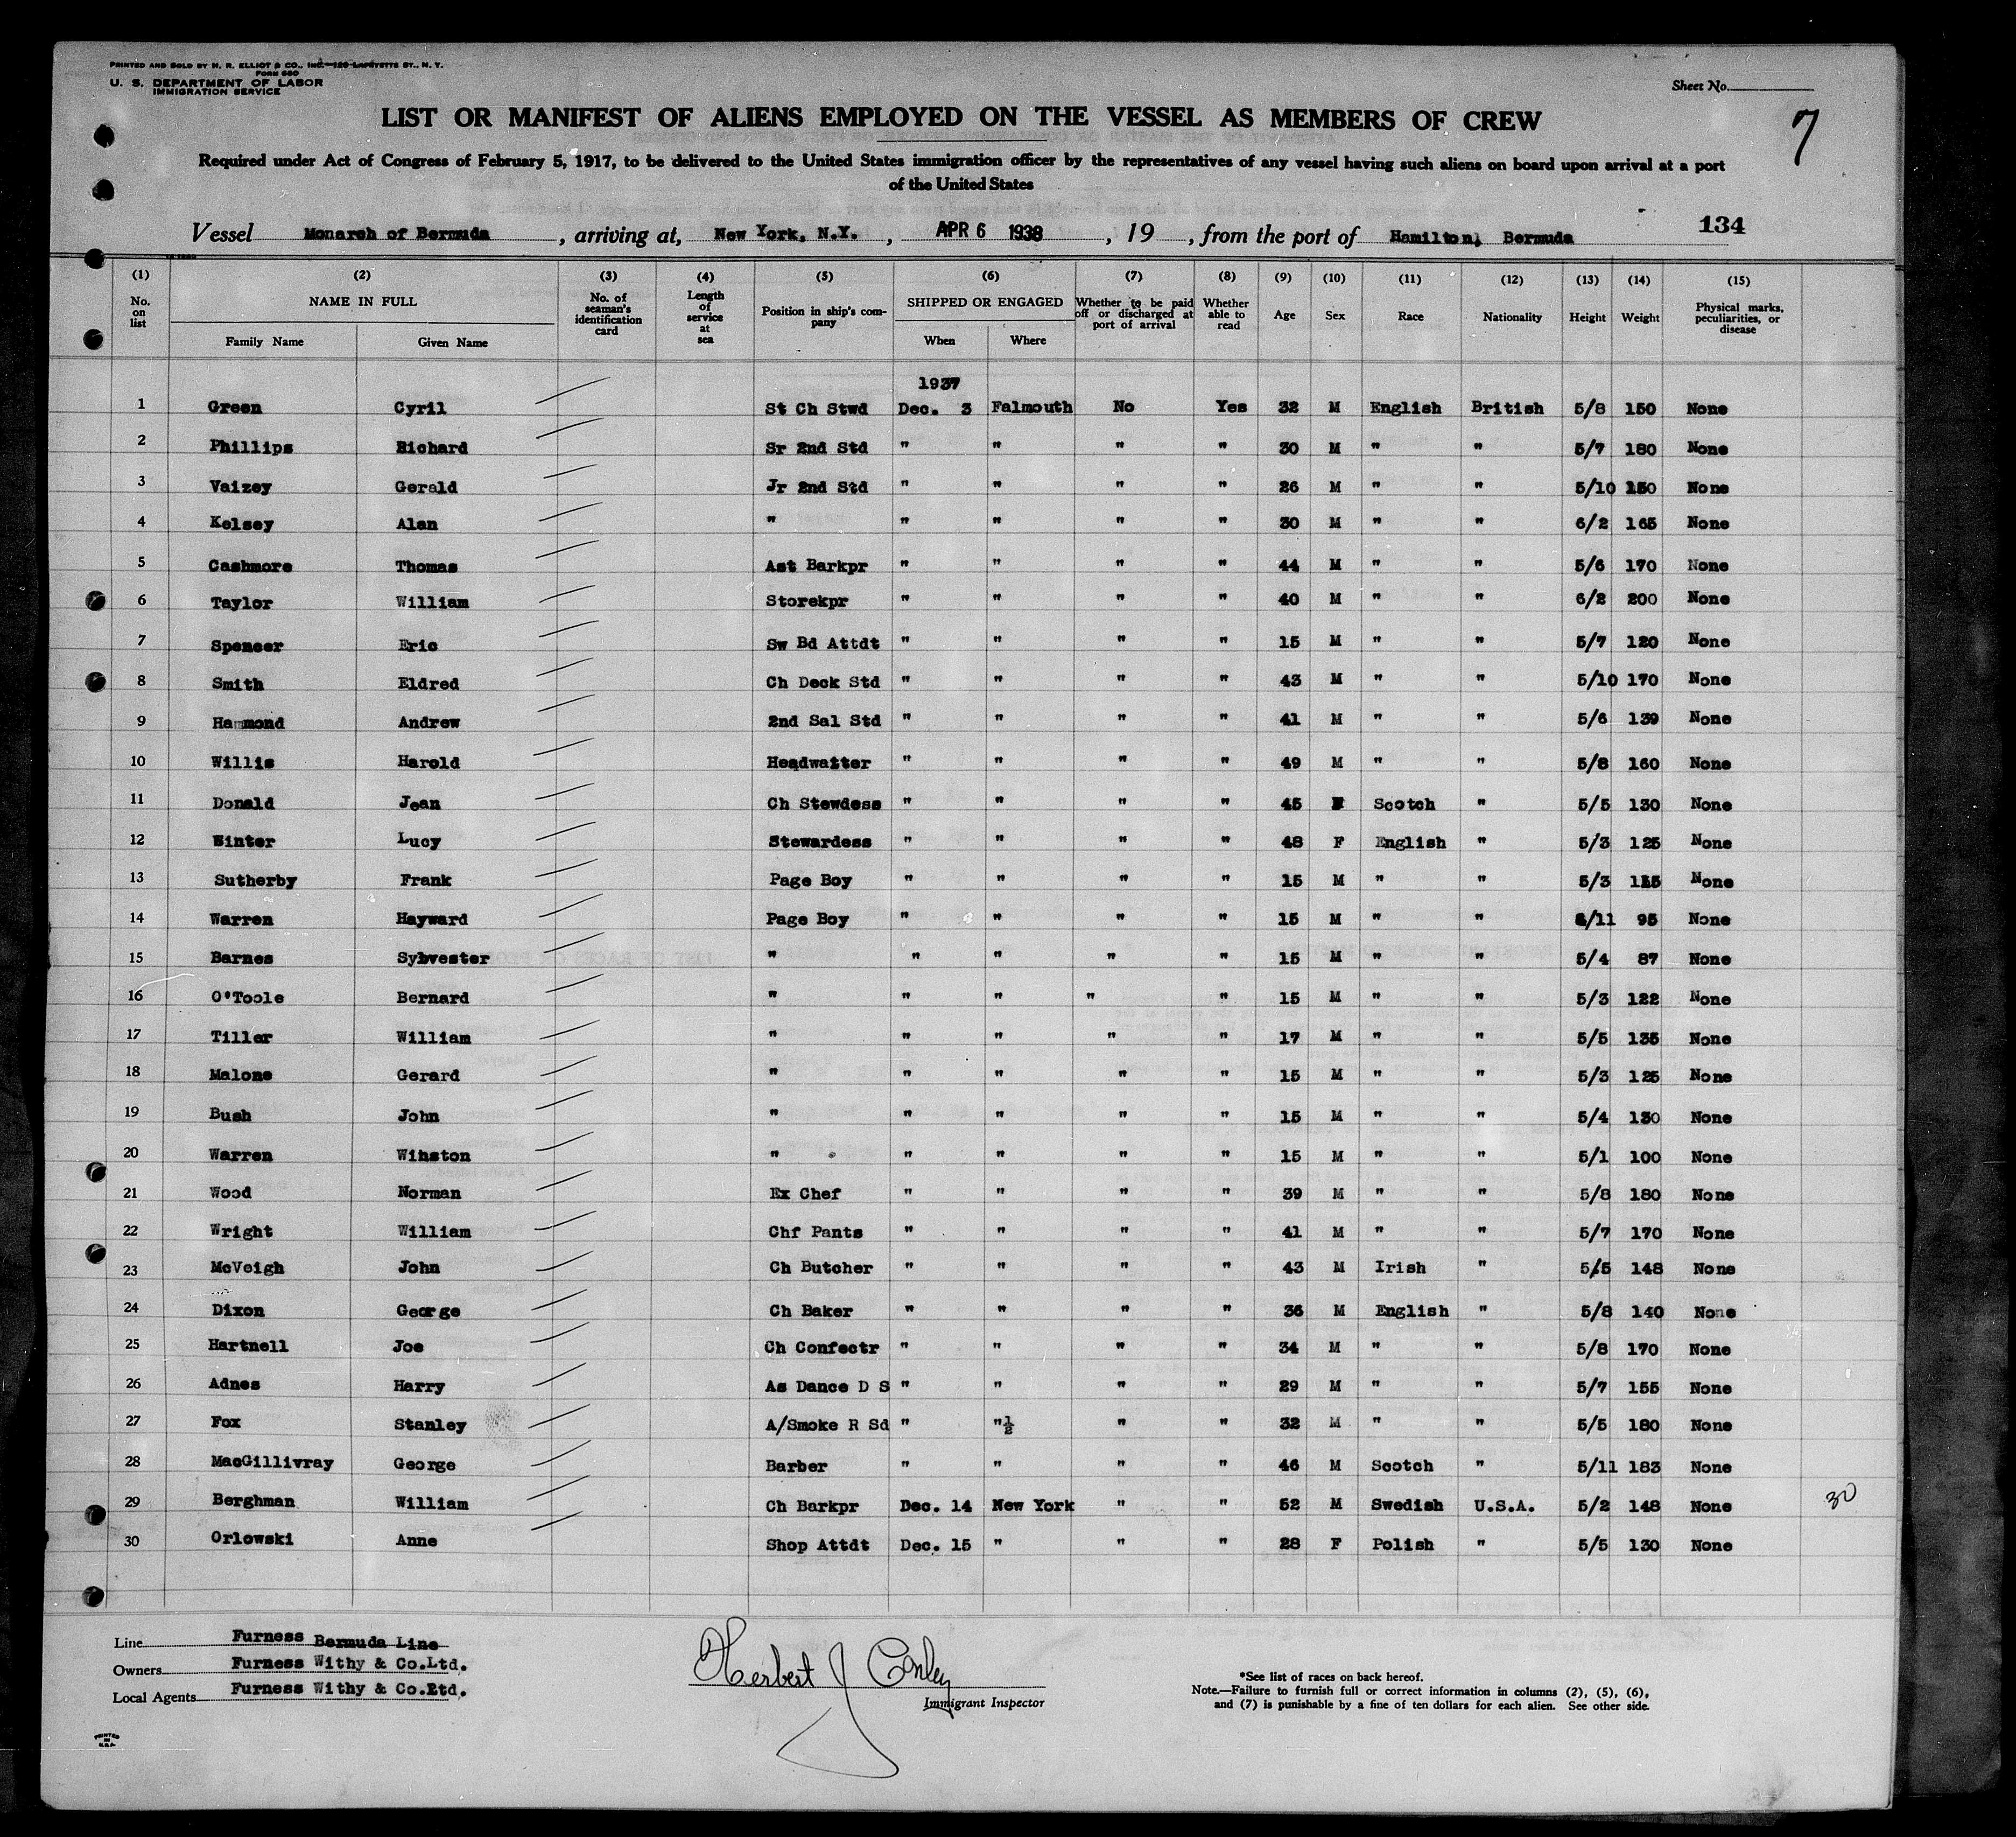 PRINTED AND SOLD BY H. R. ELLIOT & CO., INC.—120 LAFAYETTE ST., N. Y.
FORM 680
U. S. DEPARTMENT OF LABOR
IMMIGRATION SERVICE
Sheet No.
LIST OR MANIFEST OF ALIENS EMPLOYED ON THE VESSEL AS MEMBERS OF CREW
7
Required under Act of Congress of February 5, 1917, to be delivered to the United States immigration officer by the representatives of any vessel having such aliens on board upon arrival at a port
of the United States
Vessel Monarch of Bermuda , arriving at, New York, N.Y. , APR 6 1938 , 19 , from the port of Hamilton, Bermuda 134
(1) (2) (3) (4) (5) (6) (7) (8) (9) (10) (11) (12) (13) (14) (15)
No. on list NAME IN FULL Family Name Given Name No. of seaman's identification card Length of service at sea Position in ship's company SHIPPED OR ENGAGED When Where Whether to be paid off or discharged at port of arrival Whether able to read Age Sex Race Nationality Height Weight Physical marks, peculiarities, or disease
1937
1 Green Cyril St Ch Stwd Dec. 3 Falmouth No Yes 32 M English British 5/8 150 None
2 Phillips Richard Sr 2nd Std " " " " 30 M " " 5/7 180 None
3 Vaizey Gerald Jr 2nd Std " " " " 26 M " " 5/10 150 None
4 Kelsey Alan " " " " " 30 M " " 6/2 165 None
5 Cashmore Thomas Ast Barkpr " " " " 44 M " " 5/6 170 None
6 Taylor William Storekpr " " " " 40 M " " 6/2 200 None
7 Spencer Eric Sw Bd Attdt " " " " 15 M " " 5/7 120 None
8 Smith Eldred Ch Deck Std " " " " 43 M " " 5/10 170 None
9 Hammond Andrew 2nd Sal Std " " " " 41 M " " 5/6 139 None
10 Willis Harold Headwaiter " " " " 49 M " " 5/8 160 None
11 Donald Jean Ch Stewdess " " " " 45 F Scotch " 5/5 130 None
12 Winter Lucy Stewardess " " " " 48 F English " 5/3 125 None
13 Sutherby Frank Page Boy " " " " 15 M " " 5/3 115 None
14 Warren Hayward Page Boy " " " " 15 M " " 4/11 95 None
15 Barnes Sylvester " " " " " 15 M " " 5/4 87 None
16 O'Toole Bernard " " " " " 15 M " " 5/3 122 None
17 Tiller William " " " " " 17 M " " 5/5 135 None
18 Malone Gerard " " " " " 15 M " " 5/3 125 None
19 Bush John " " " " " 15 M " " 5/4 130 None
20 Warren Winston " " " " " 15 M " " 5/1 100 None
21 Wood Norman Ex Chef " " " " 39 M " " 5/8 180 None
22 Wright William Chf Pants " " " " 41 M " " 5/7 170 None
23 McVeigh John Ch Butcher " " " " 43 M Irish " 5/5 148 None
24 Dixon George Ch Baker " " " " 36 M English " 5/8 140 None
25 Hartnell Joe Ch Confectr " " " " 34 M " " 5/8 170 None
26 Adnes Harry As Dance D S " " " " 29 M " " 5/7 155 None
27 Fox Stanley A/Smoke R Sd " "½ " " 32 M " " 5/5 180 None
28 MacGillivray George Barber " " " " 46 M Scotch " 5/11 183 None
29 Berghman William Ch Barkpr Dec. 14 New York " " 52 M Swedish U.S.A. 5/2 148 None 30
30 Orlowski Anne Shop Attdt Dec. 15 " " " 28 F Polish " 5/5 130 None
Line Furness Bermuda Line
Owners Furness Withy & Co.Ltd.
Local Agents Furness Withy & Co.Ltd.
Herbert J Conley
Immigrant Inspector
*See list of races on back hereof.
Note.—Failure to furnish full or correct information in columns (2), (5), (6),
and (7) is punishable by a fine of ten dollars for each alien. See other side.
PRINTED
IN
U.S.A.